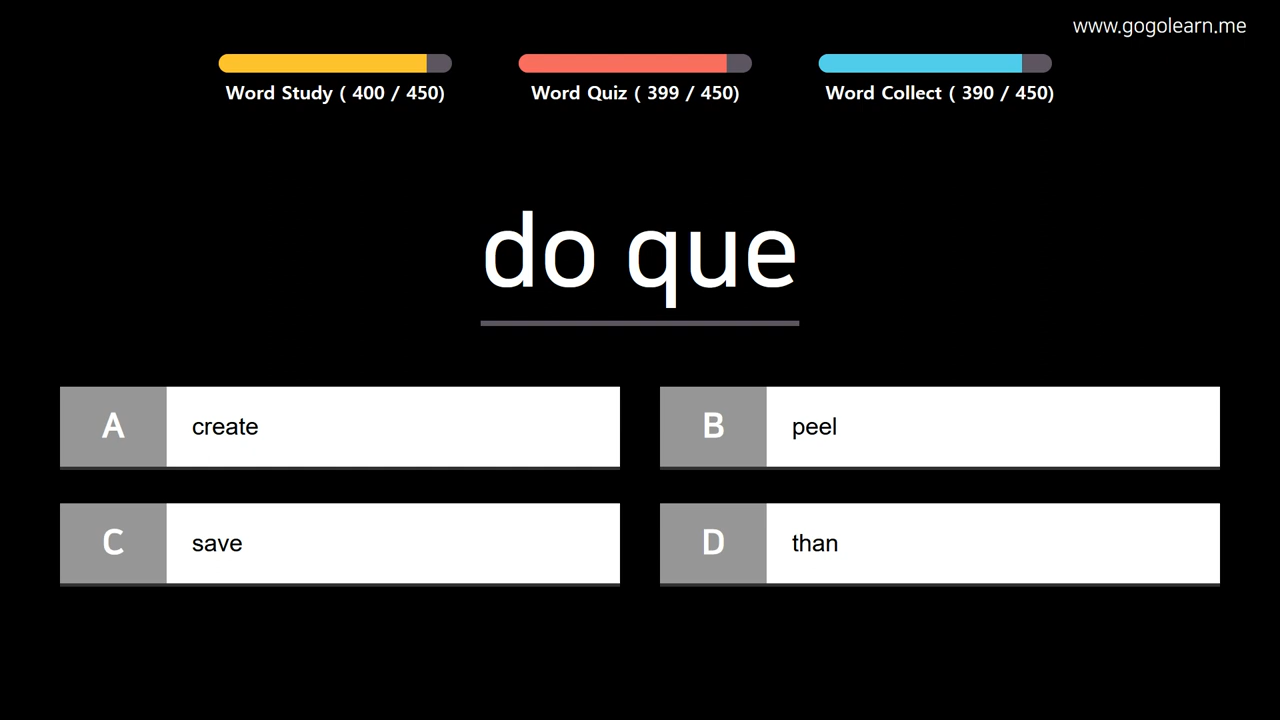 www.gogolearn.me
Word Study ( 400 / 450)
Word Quiz ( 399 / 450)
Word Collect ( 390 / 450)
do que
A create
B peel
C save
D than